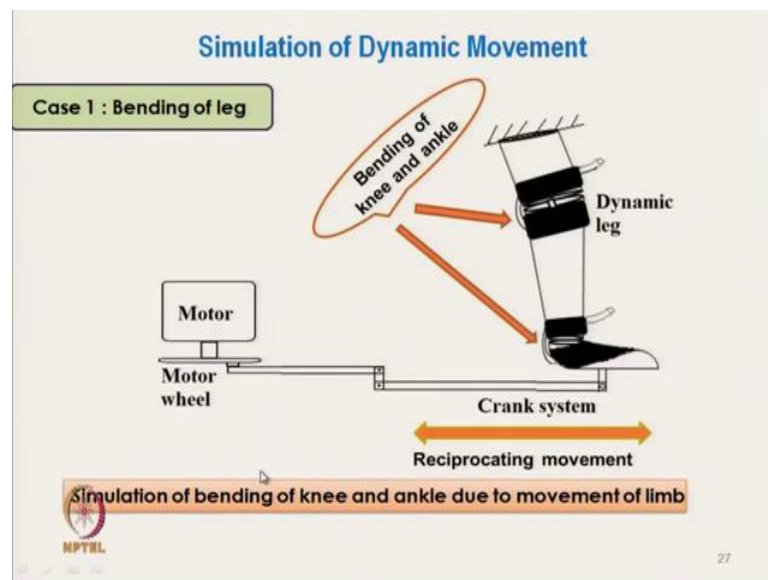 Simulation of Dynamic Movement
Case 1 : Bending of leg
Bending of
knee and ankle
Dynamic
leg
Motor
Motor
wheel
Crank system
Reciprocating movement
Simulation of bending of knee and ankle due to movement of limb
NPTEL
27